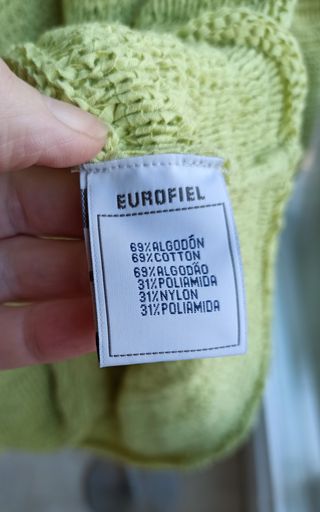 EUROFIEL
69%ALGODÓN
69%COTTON
69%ALGODÃO
31%POLIAMIDA
31%NYLON
31%POLIAMIDA